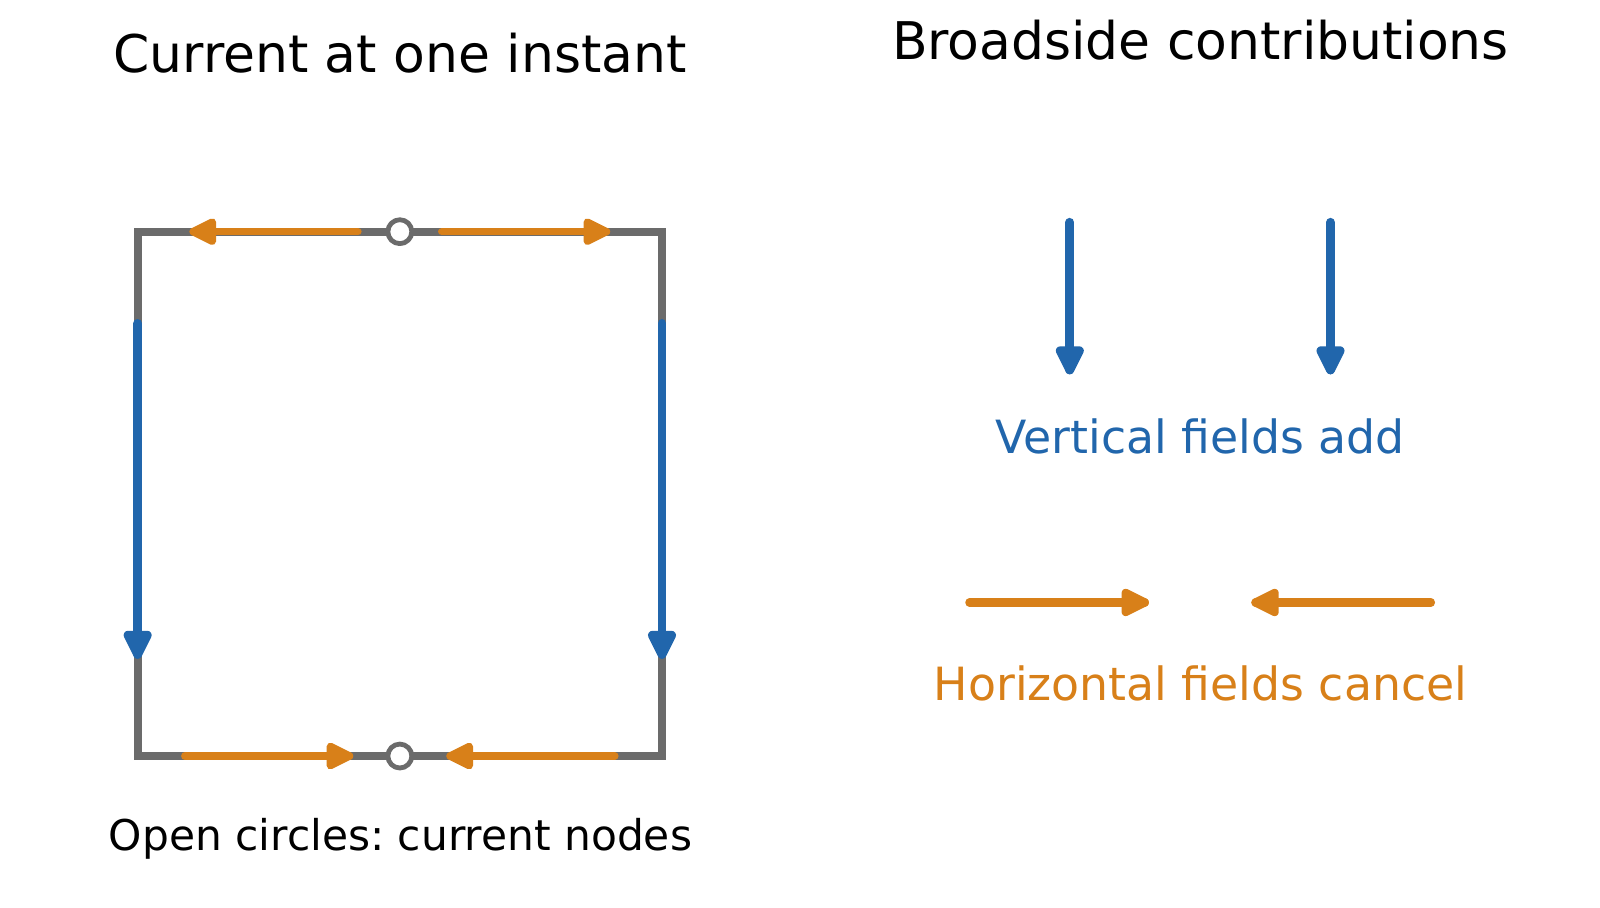 Current at one instant
Broadside contributions
Vertical fields add
Horizontal fields cancel
Open circles: current nodes